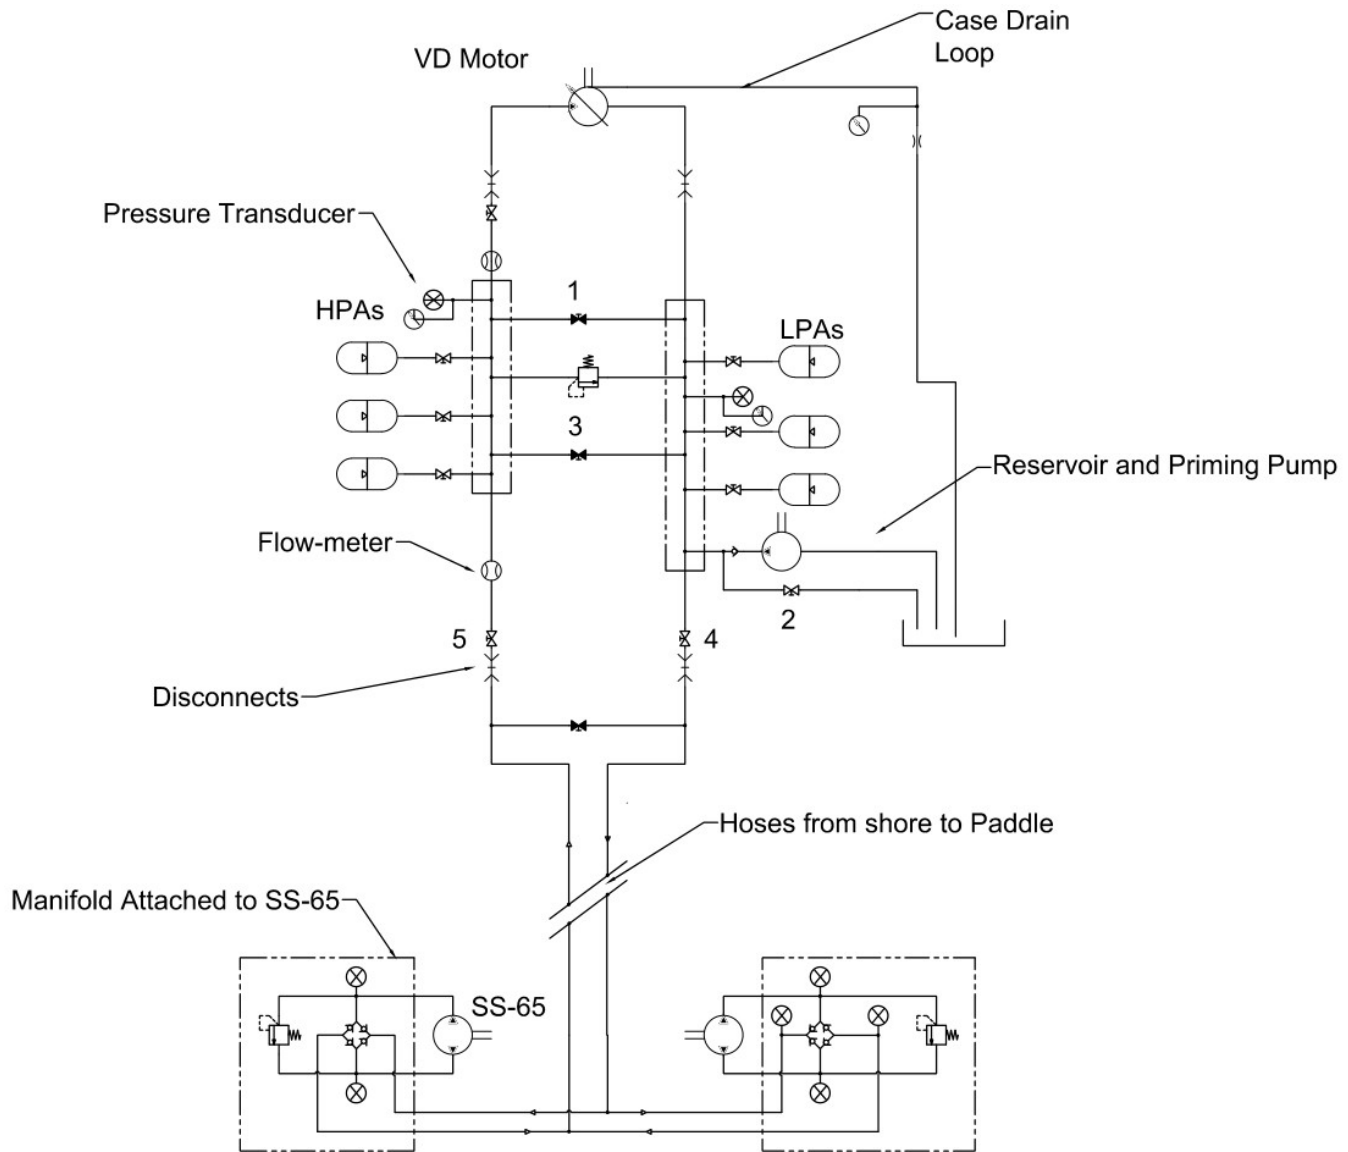 Case Drain
Loop
VD Motor
Pressure Transducer
1
HPAs
LPAs
3
Reservoir and Priming Pump
Flow-meter
2
5
4
Disconnects
Hoses from shore to Paddle
Manifold Attached to SS-65
SS-65